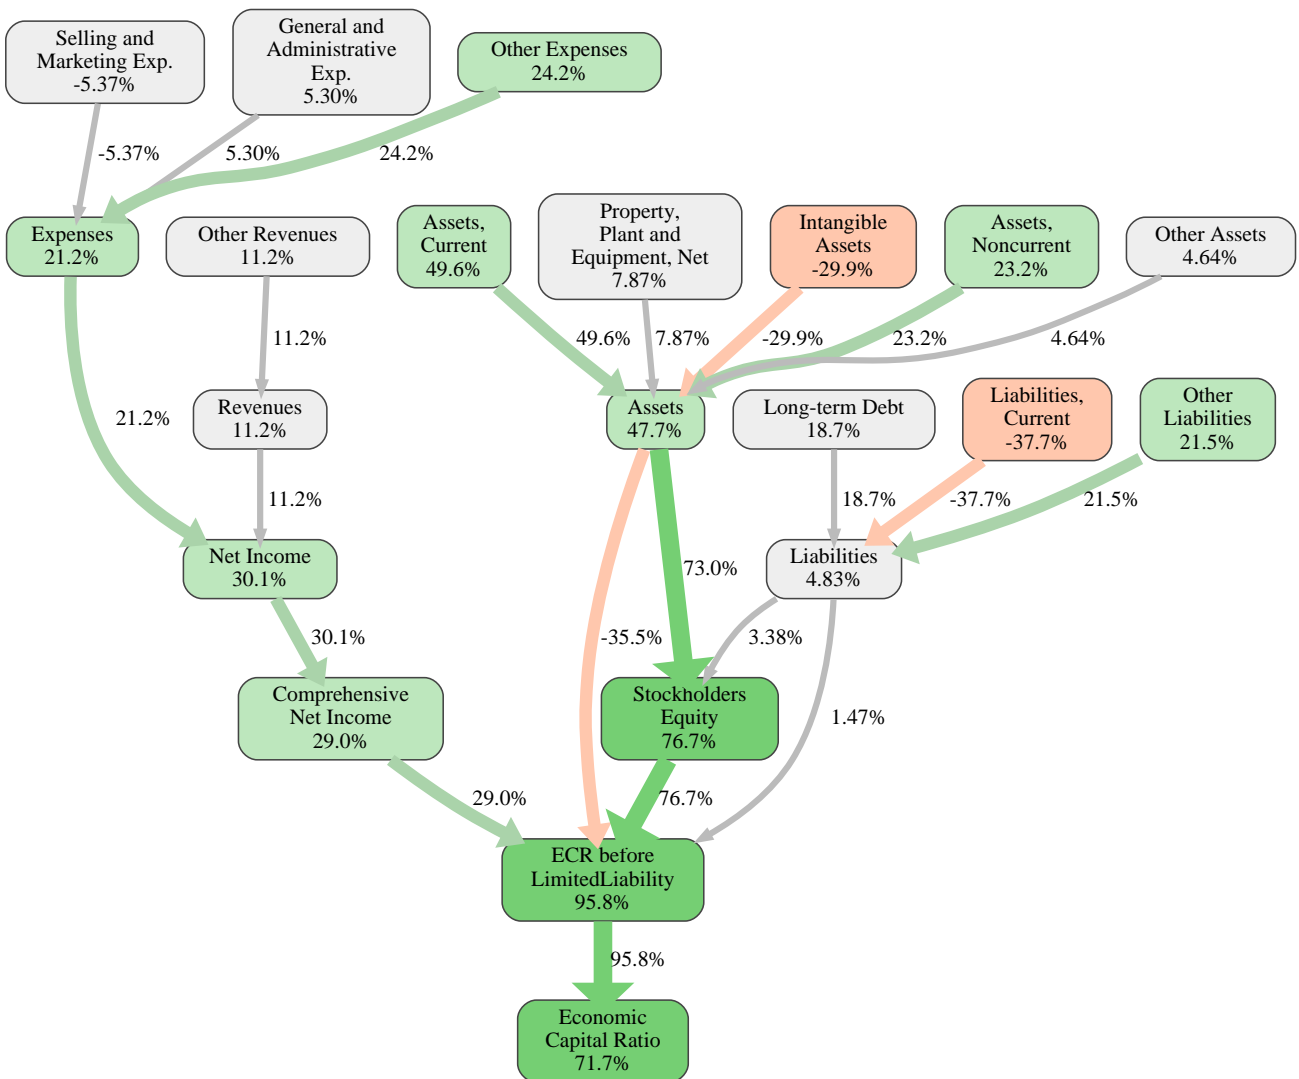 Selling and
Marketing Exp.
-5.37%
General and
Administrative
Exp.
5.30%
Other Expenses
24.2%
-5.37%
5.30%
24.2%
Expenses
21.2%
Other Revenues
11.2%
Assets,
Current
49.6%
Property,
Plant and
Equipment, Net
7.87%
Intangible
Assets
-29.9%
Assets,
Noncurrent
23.2%
Other Assets
4.64%
11.2%
49.6%
7.87%
-29.9%
23.2%
4.64%
21.2%
Revenues
11.2%
Assets
47.7%
Long-term Debt
18.7%
Liabilities,
Current
-37.7%
Other
Liabilities
21.5%
11.2%
18.7%
-37.7%
21.5%
Net Income
30.1%
73.0%
Liabilities
4.83%
30.1%
-35.5%
3.38%
Comprehensive
Net Income
29.0%
Stockholders
Equity
76.7%
1.47%
29.0%
76.7%
ECR before
LimitedLiability
95.8%
95.8%
Economic
Capital Ratio
71.7%